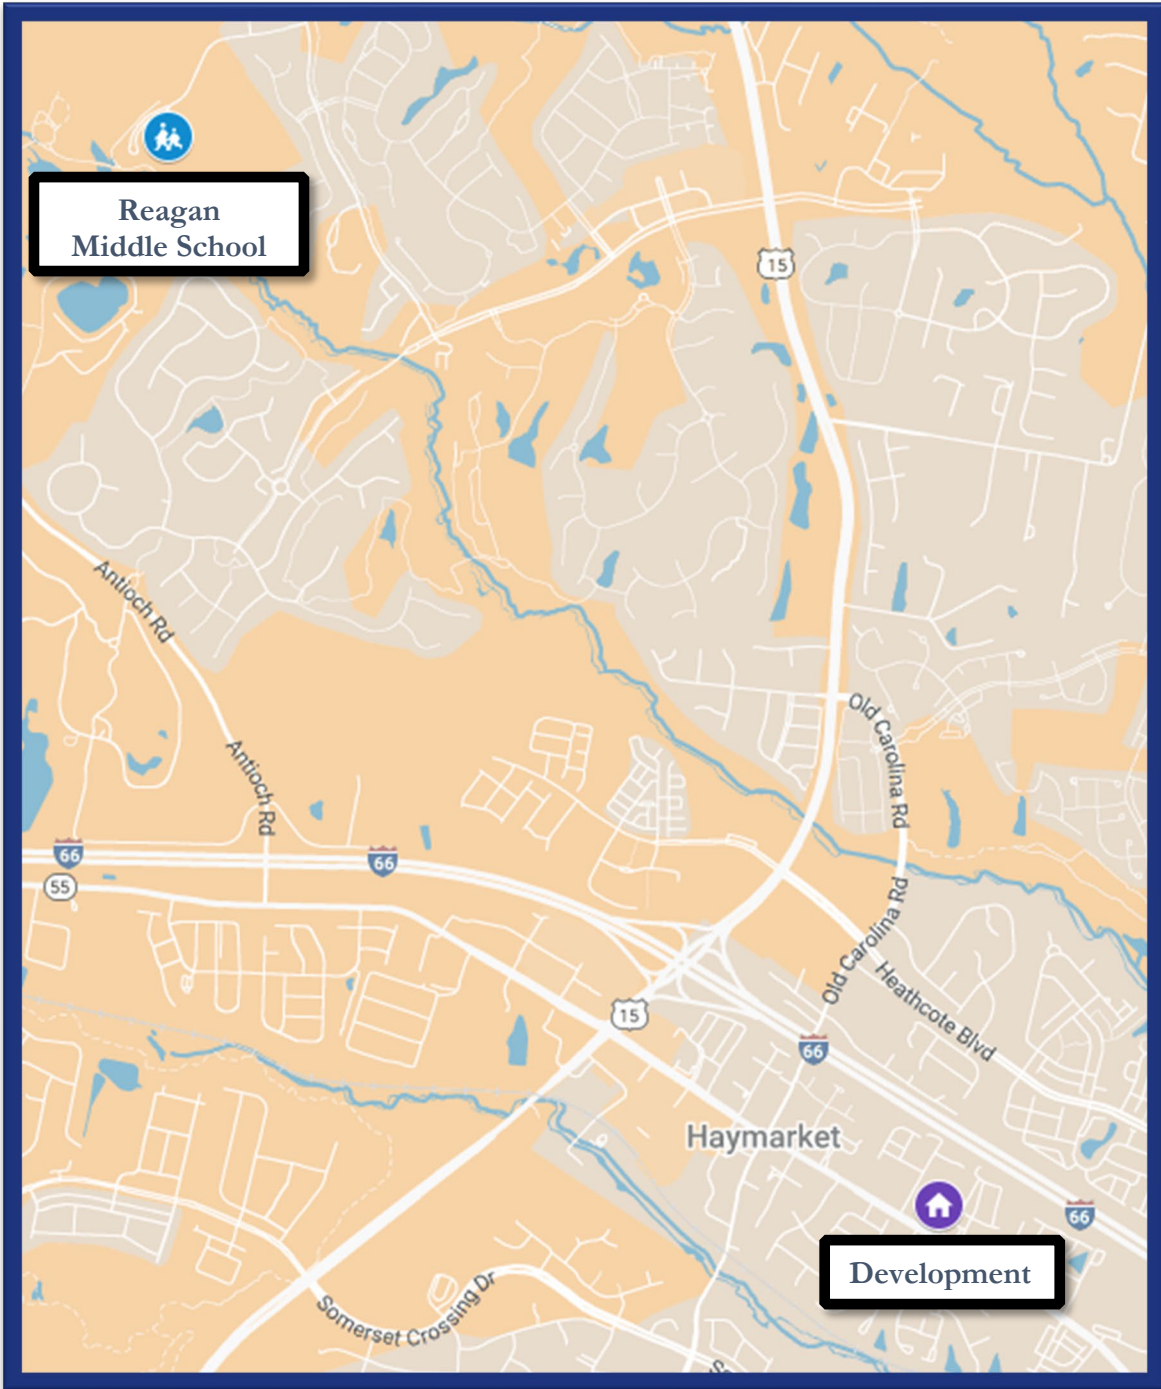 Reagan
Middle School
15
Antioch Rd
Old Carolina Rd
Antioch Rd
66
66
55
Old Carolina Rd
Heathcote Blvd
15
66
Haymarket
66
Development
Somerset Crossing Dr